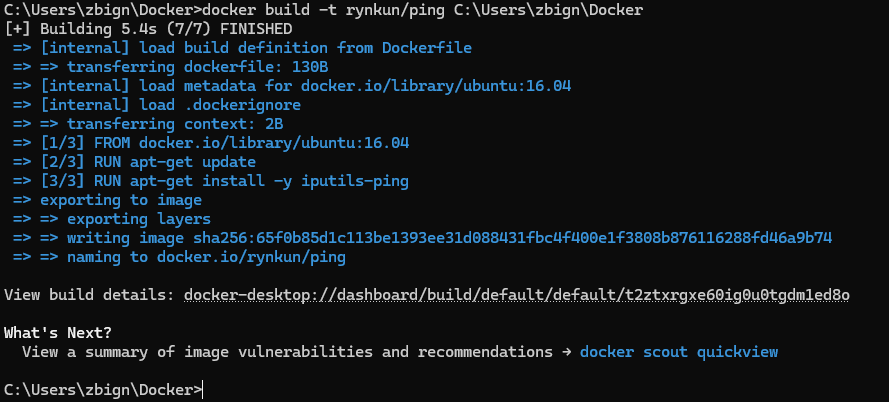 C:\Users\zbign\Docker>docker build -t rynkun/ping C:\Users\zbign\Docker
[+] Building 5.4s (7/7) FINISHED
=> [internal] load build definition from Dockerfile
=> => transferring dockerfile: 130B
=> [internal] load metadata for docker.io/library/ubuntu:16.04
=> [internal] load .dockerignore
=> => transferring context: 2B
=> [1/3] FROM docker.io/library/ubuntu:16.04
=> [2/3] RUN apt-get update
=> [3/3] RUN apt-get install -y iputils-ping
=> exporting to image
=> => exporting layers
=> => writing image sha256:65f0b85d1c113be1393ee31d088431fbc4f400e1f3808b876116288fd46a9b74
=> => naming to docker.io/rynkun/ping
View build details: docker-desktop://dashboard/build/default/default/t2ztxrgxe60ig0u0tgdm1ed8o
What's Next?
View a summary of image vulnerabilities and recommendations → docker scout quickview
C:\Users\zbign\Docker>